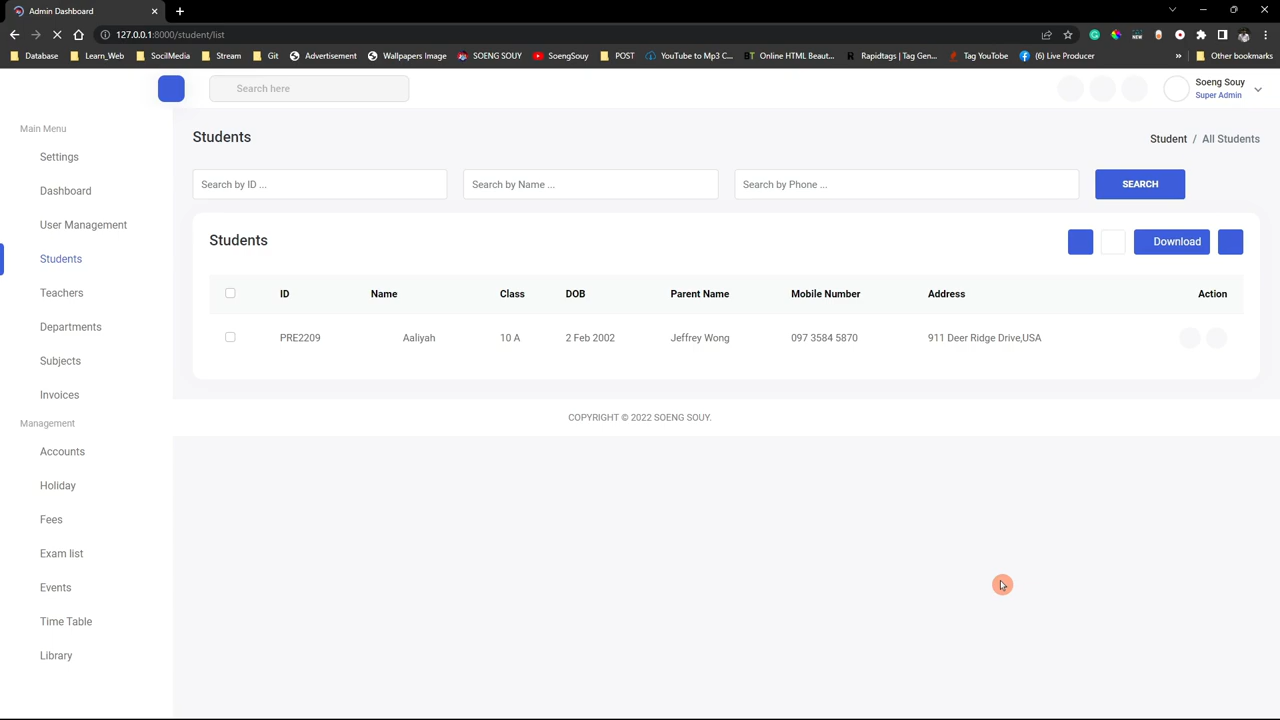 Admin Dashboard
127.0.0.1:8000/student/list
Database
Learn_Web
SocilMedia
Stream
Git
Advertisement
Wallpapers Image
SOENG SOUY
SoengSouy
POST
YouTube to Mp3 C...
Online HTML Beaut...
Rapidtags | Tag Gen...
Tag YouTube
(6) Live Producer
Other bookmarks
Search here
Soeng Souy
Super Admin
Main Menu
Settings
Dashboard
User Management
Students
Teachers
Departments
Subjects
Invoices
Management
Accounts
Holiday
Fees
Exam list
Events
Time Table
Library
Students
Student / All Students
Search by ID ...
Search by Name ...
Search by Phone ...
SEARCH
Students
Download
ID Name Class DOB Parent Name Mobile Number Address Action
PRE2209 Aaliyah 10 A 2 Feb 2002 Jeffrey Wong 097 3584 5870 911 Deer Ridge Drive,USA
COPYRIGHT © 2022 SOENG SOUY.